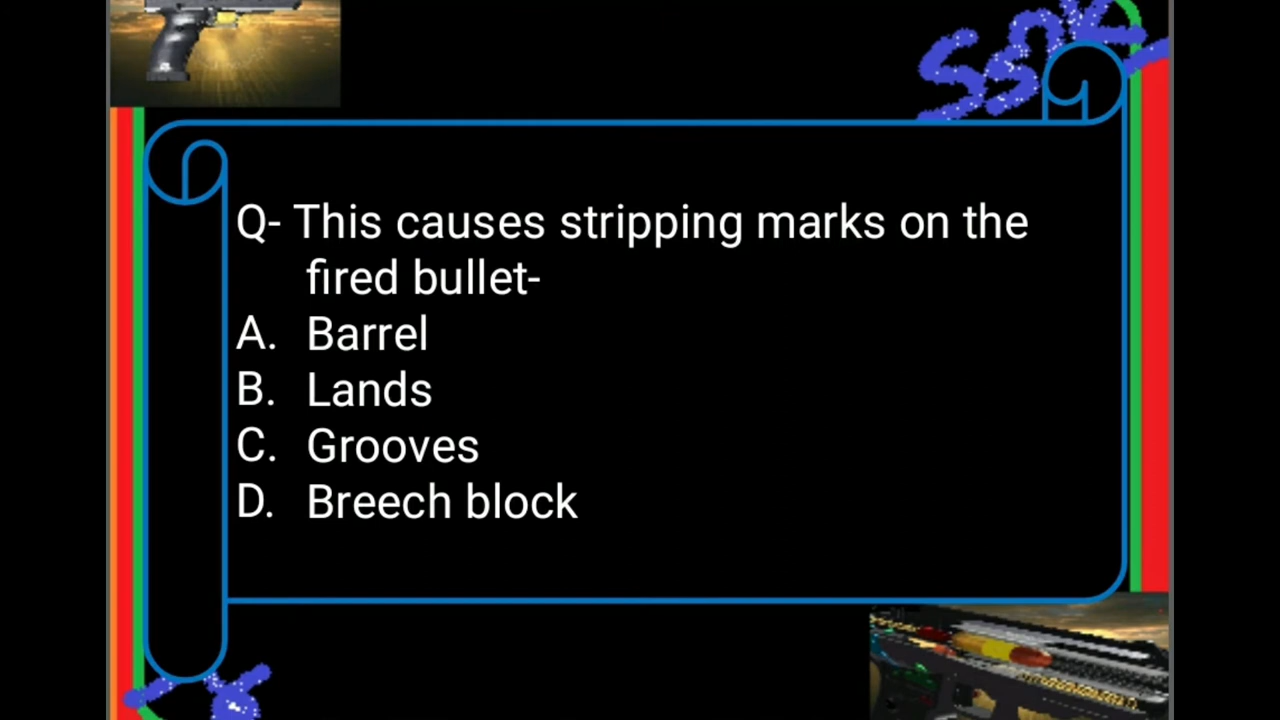 Q- This causes stripping marks on the
fired bullet-
A. Barrel
B. Lands
C. Grooves
D. Breech block